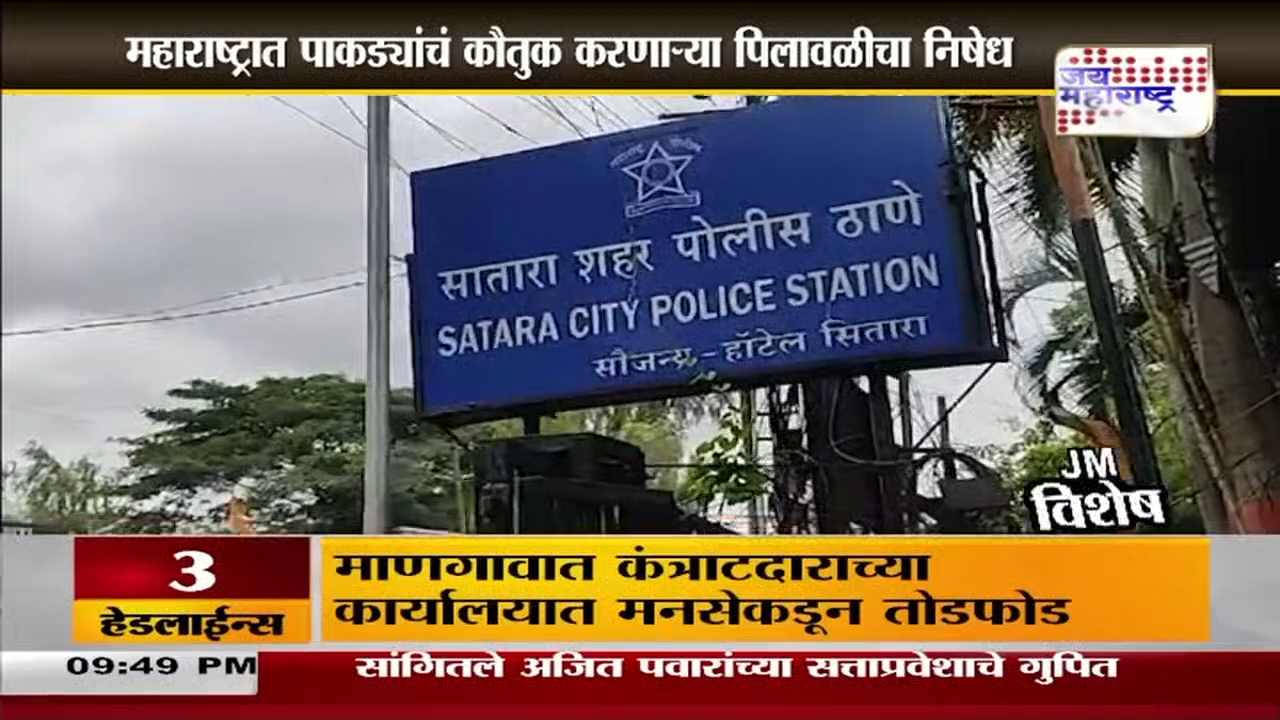 महाराष्ट्रात पाकड्यांचं कौतुक करणाऱ्या पिलावळीचा निषेध
जय
महाराष्ट्र
सातारा शहर पोलीस ठाणे
SATARA CITY POLICE STATION
सौजन्य - हॉटेल सितारा
JM
विशेष
3
हेडलाईन्स
माणगावात कंत्राटदाराच्या
कार्यालयात मनसेकडून तोडफोड
09:49 PM
सांगितले अजित पवारांच्या सत्ताप्रवेशाचे गुपित